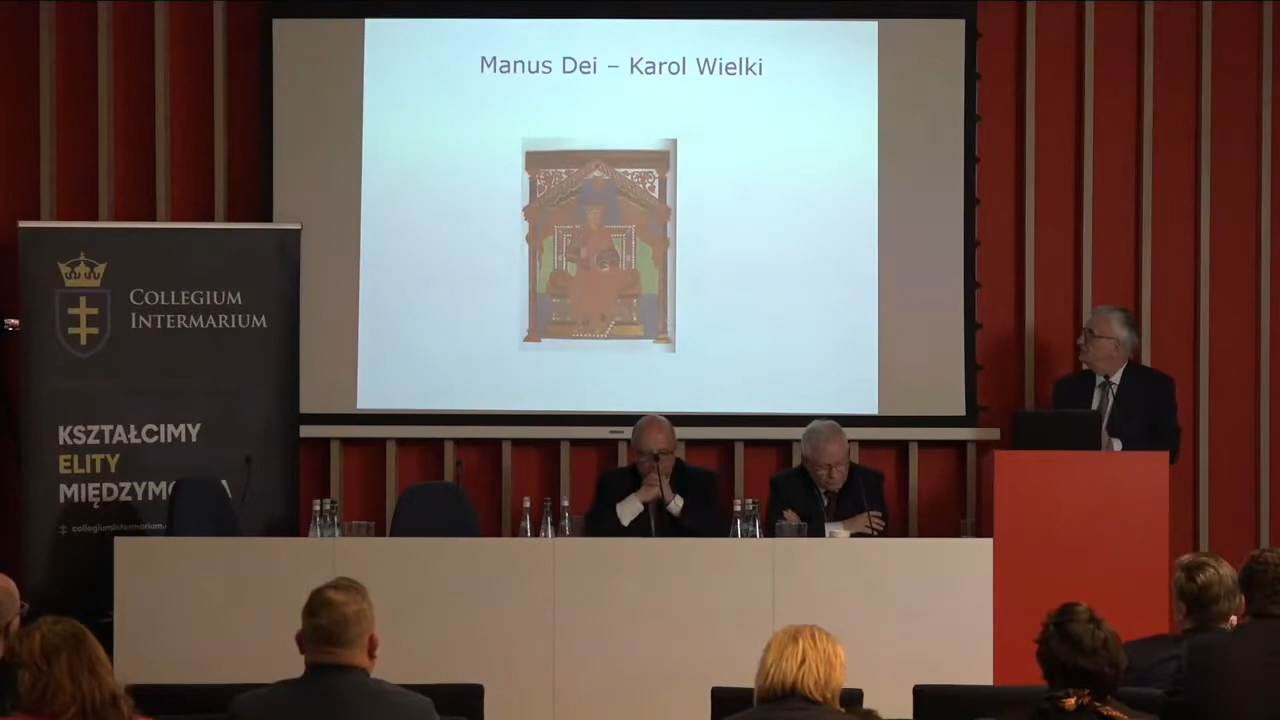 Manus Dei – Karol Wielki
COLLEGIUM
INTERMARIUM
KSZTAŁCIMY
ELITY